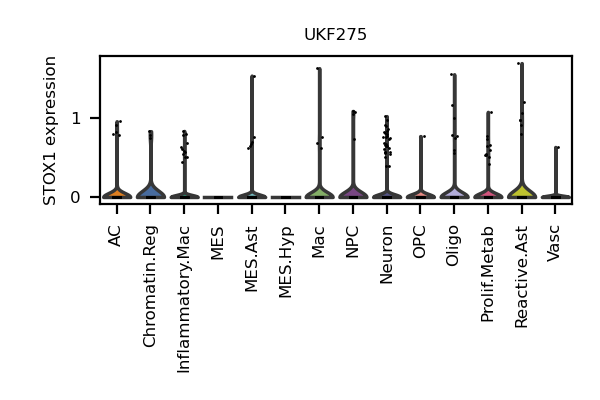 UKF275
STOX1 expression
1
0
AC
Chromatin.Reg
Inflammatory.Mac
MES
MES.Ast
MES.Hyp
Mac
NPC
Neuron
OPC
Oligo
Prolif.Metab
Reactive.Ast
Vasc